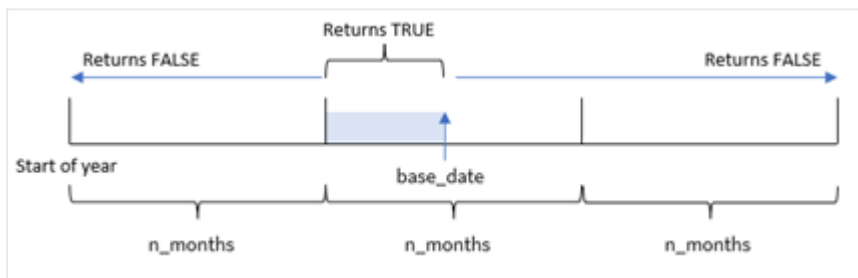 Returns TRUE
Returns FALSE
Returns FALSE
Start of year
base_date
n_months
n_months
n_months